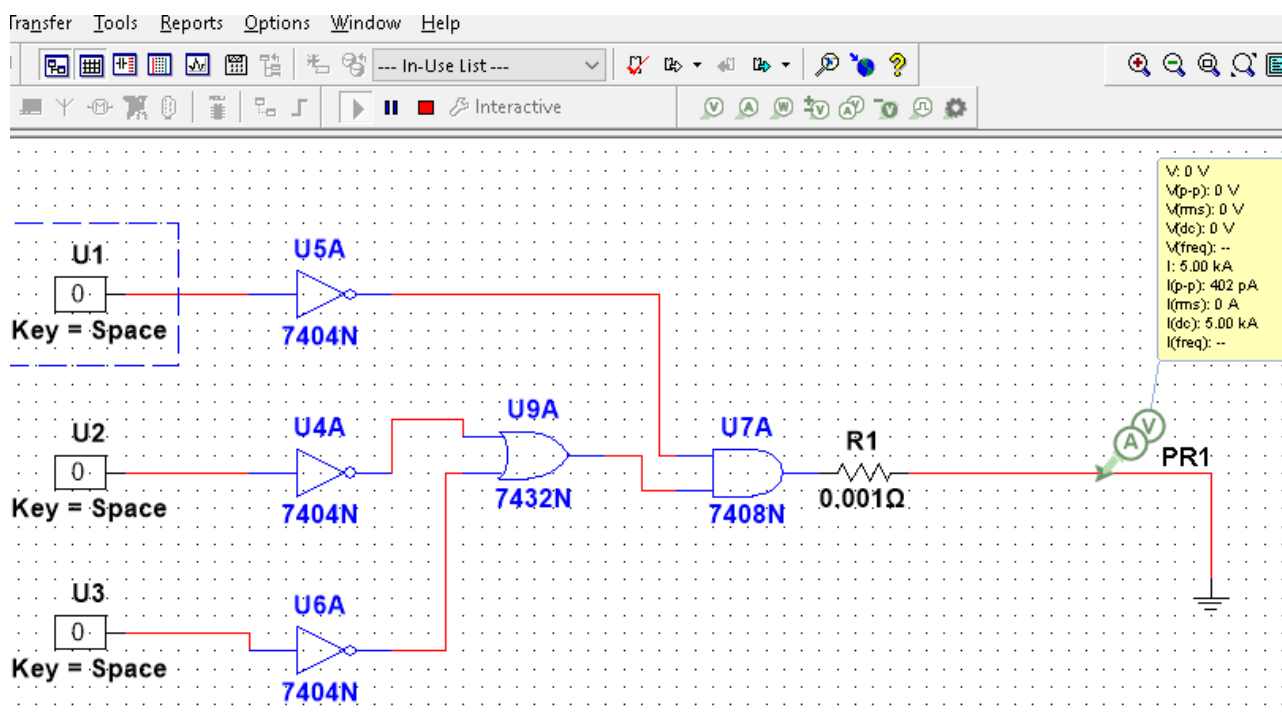 Transfer Tools Reports Options Window Help
--- In-Use List ---
Interactive
V A W V A V V
V: 0 V
V(p-p): 0 V
V(rms): 0 V
V(dc): 0 V
V(freq): --
I: 5.00 kA
I(p-p): 402 pA
I(rms): 0 A
I(dc): 5.00 kA
I(freq): --
U1
0
Key = Space
U5A
7404N
U2
0
Key = Space
U4A
7404N
U9A
7432N
U7A
7408N
R1
0.001Ω
A V
PR1
U3
0
Key = Space
U6A
7404N